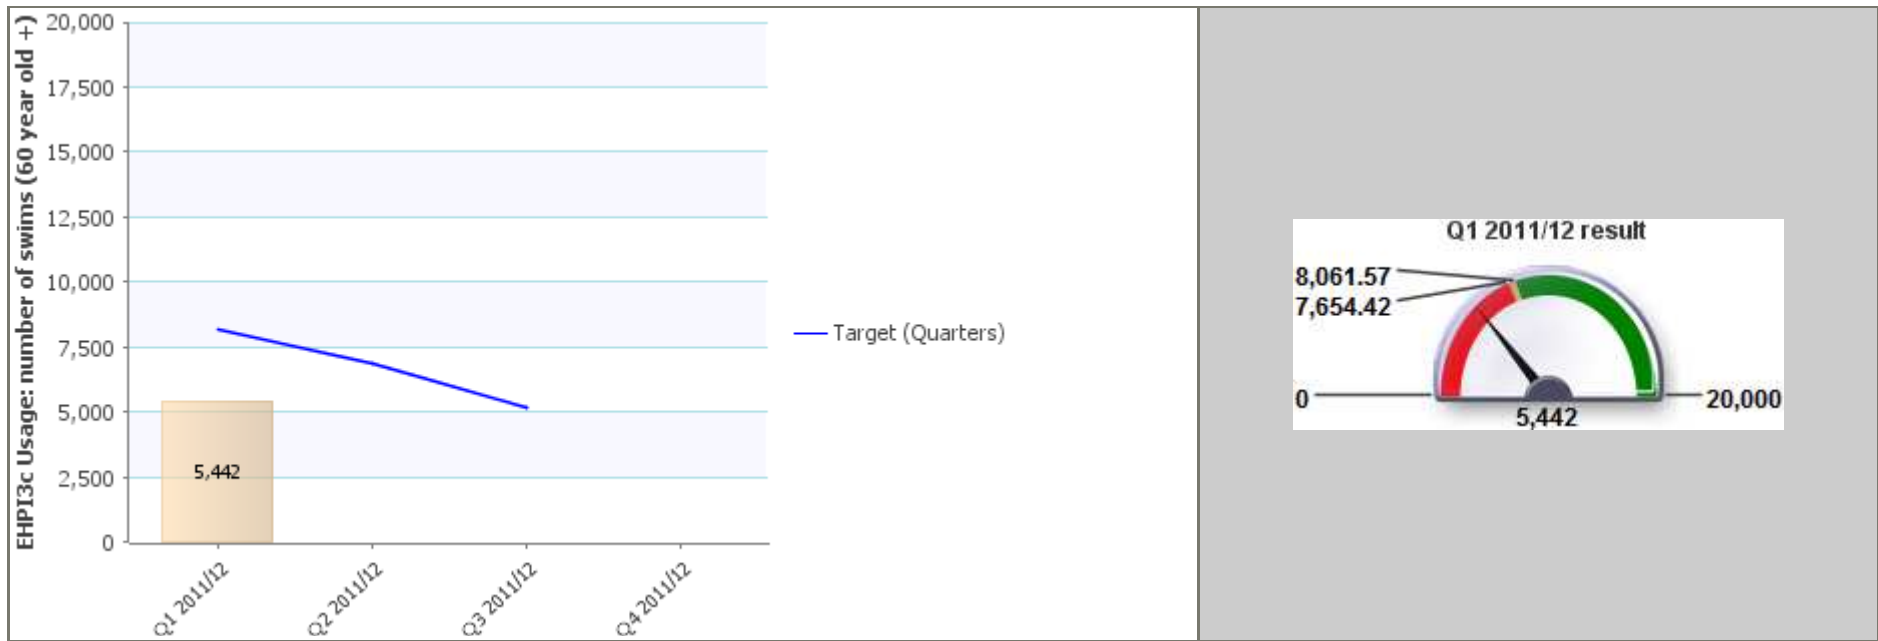 EHPI3c Usage: number of swims (60 year old +)
20,000
17,500
15,000
12,500
10,000
7,500
5,000
2,500
0
5,442
Q1 2011/12
Q2 2011/12
Q3 2011/12
Q4 2011/12
Target (Quarters)
Q1 2011/12 result
8,061.57
7,654.42
0
20,000
5,442